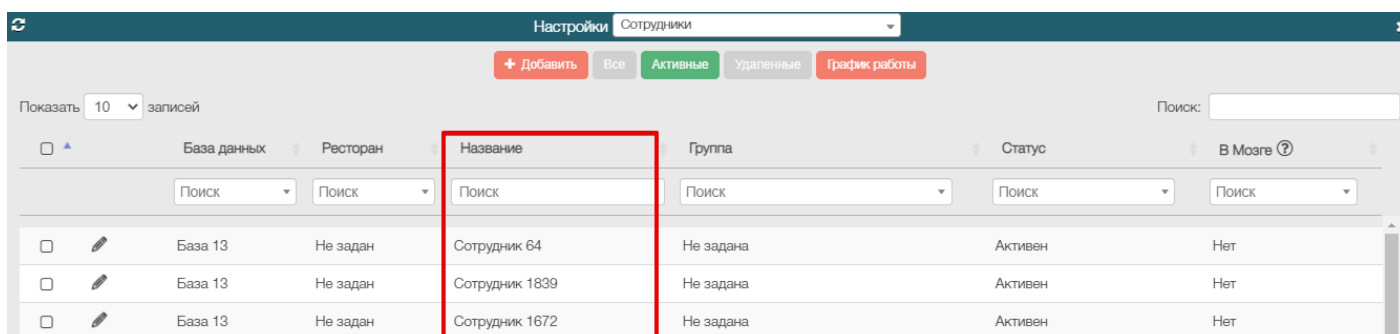 Настройки Сотрудники
+ Добавить Все Активные Удаленные График работы
Показать 10 записей Поиск:
База данных Ресторан Название Группа Статус В Мозге ?
Поиск Поиск Поиск Поиск Поиск Поиск
База 13 Не задан Сотрудник 64 Не задана Активен Нет
База 13 Не задан Сотрудник 1839 Не задана Активен Нет
База 13 Не задан Сотрудник 1672 Не задана Активен Нет